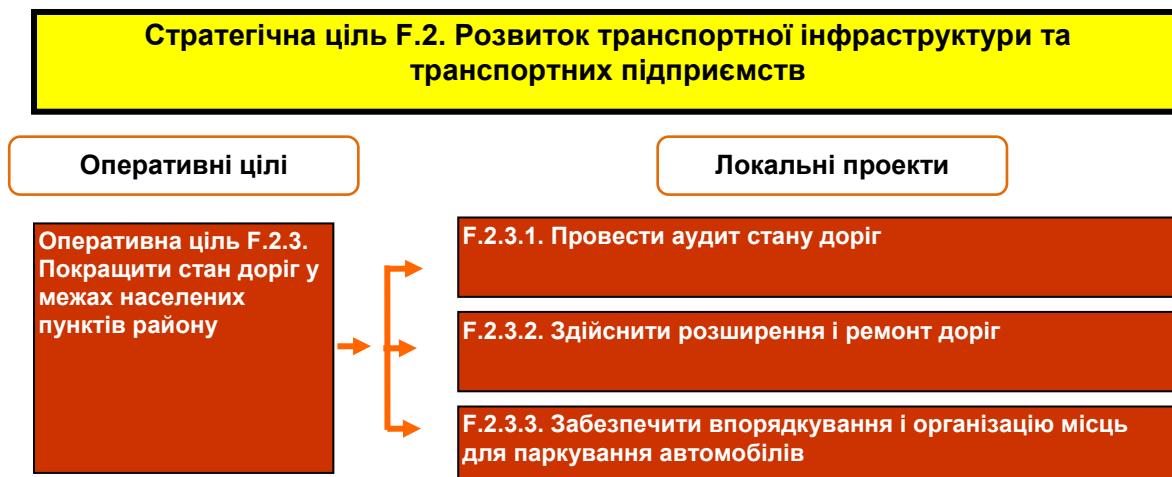 Стратегічна ціль F.2. Розвиток транспортної інфраструктури та
транспортних підприємств
Оперативні цілі
Локальні проекти
Оперативна ціль F.2.3.
Покращити стан доріг у
межах населених
пунктів району
F.2.3.1. Провести аудит стану доріг
F.2.3.2. Здійснити розширення і ремонт доріг
F.2.3.3. Забезпечити впорядкування і організацію місць
для паркування автомобілів